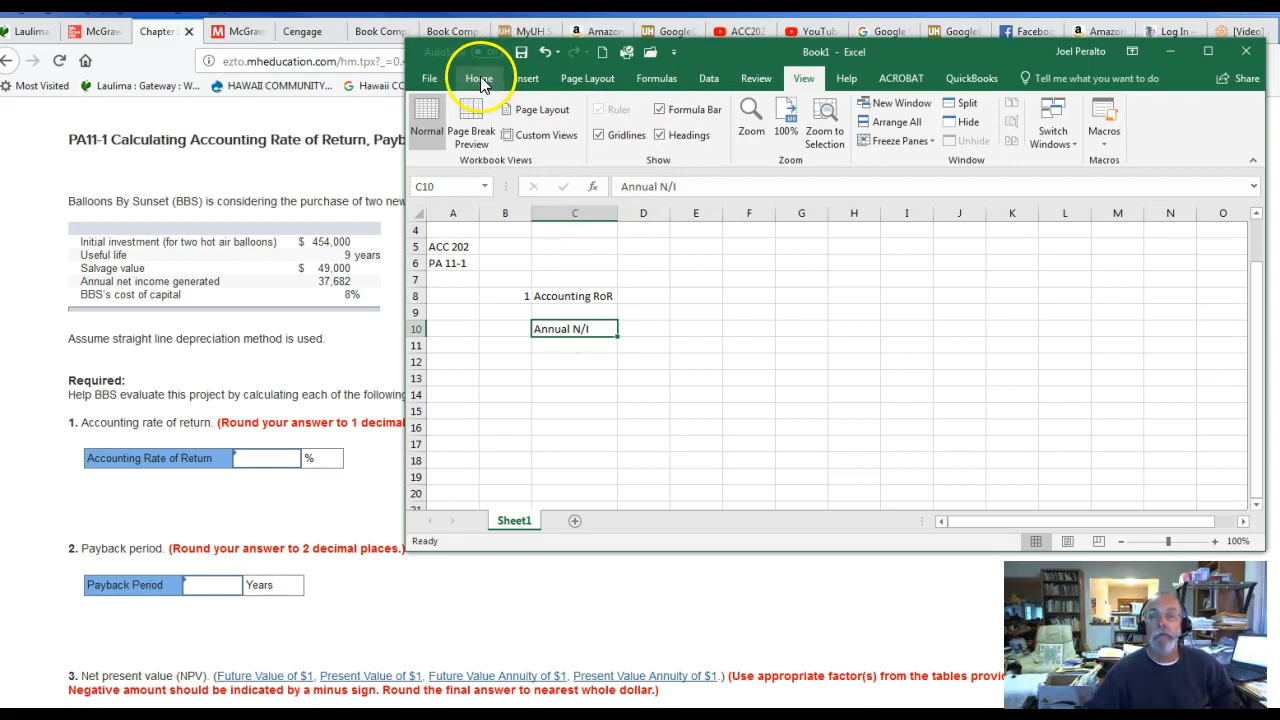 Laulima McGraw Chapter 1 McGraw Cengage Book Com Book Comp MyUH S Amazon Google ACC202 YouTu Google Google Faceboo Amazon Log In [Video]
ezto.mheducation.com/hm.tpx?_=0.
Most Visited Laulima : Gateway : W... HAWAII COMMUNITY... Hawaii CC
Book1 - Excel Joel Peralto
File Home Insert Page Layout Formulas Data Review View Help ACROBAT QuickBooks Tell me what you want to do Share
Normal Page Break Preview Page Layout Custom Views
Ruler Formula Bar
Gridlines Headings
Zoom 100% Zoom to Selection
New Window Arrange All Freeze Panes
Split Hide Unhide
Switch Windows Macros
Workbook Views Show Zoom Window Macros
C10 fx Annual N/I
A B C D E F G H I J K L M N O
4
5 ACC 202
6 PA 11-1
7
8 1 Accounting RoR
9
10 Annual N/I
11
12
13
14
15
16
17
18
19
20
21
Sheet1
Ready 100%
PA11-1 Calculating Accounting Rate of Return, Payb
Balloons By Sunset (BBS) is considering the purchase of two new
Initial investment (for two hot air balloons) $ 454,000
Useful life 9 years
Salvage value $ 49,000
Annual net income generated 37,682
BBS's cost of capital 8%
Assume straight line depreciation method is used.
Required:
Help BBS evaluate this project by calculating each of the following
1. Accounting rate of return. (Round your answer to 1 decimal
Accounting Rate of Return %
2. Payback period. (Round your answer to 2 decimal places.)
Payback Period Years
3. Net present value (NPV). (Future Value of $1, Present Value of $1, Future Value Annuity of $1, Present Value Annuity of $1.) (Use appropriate factor(s) from the tables provid
Negative amount should be indicated by a minus sign. Round the final answer to nearest whole dollar.)